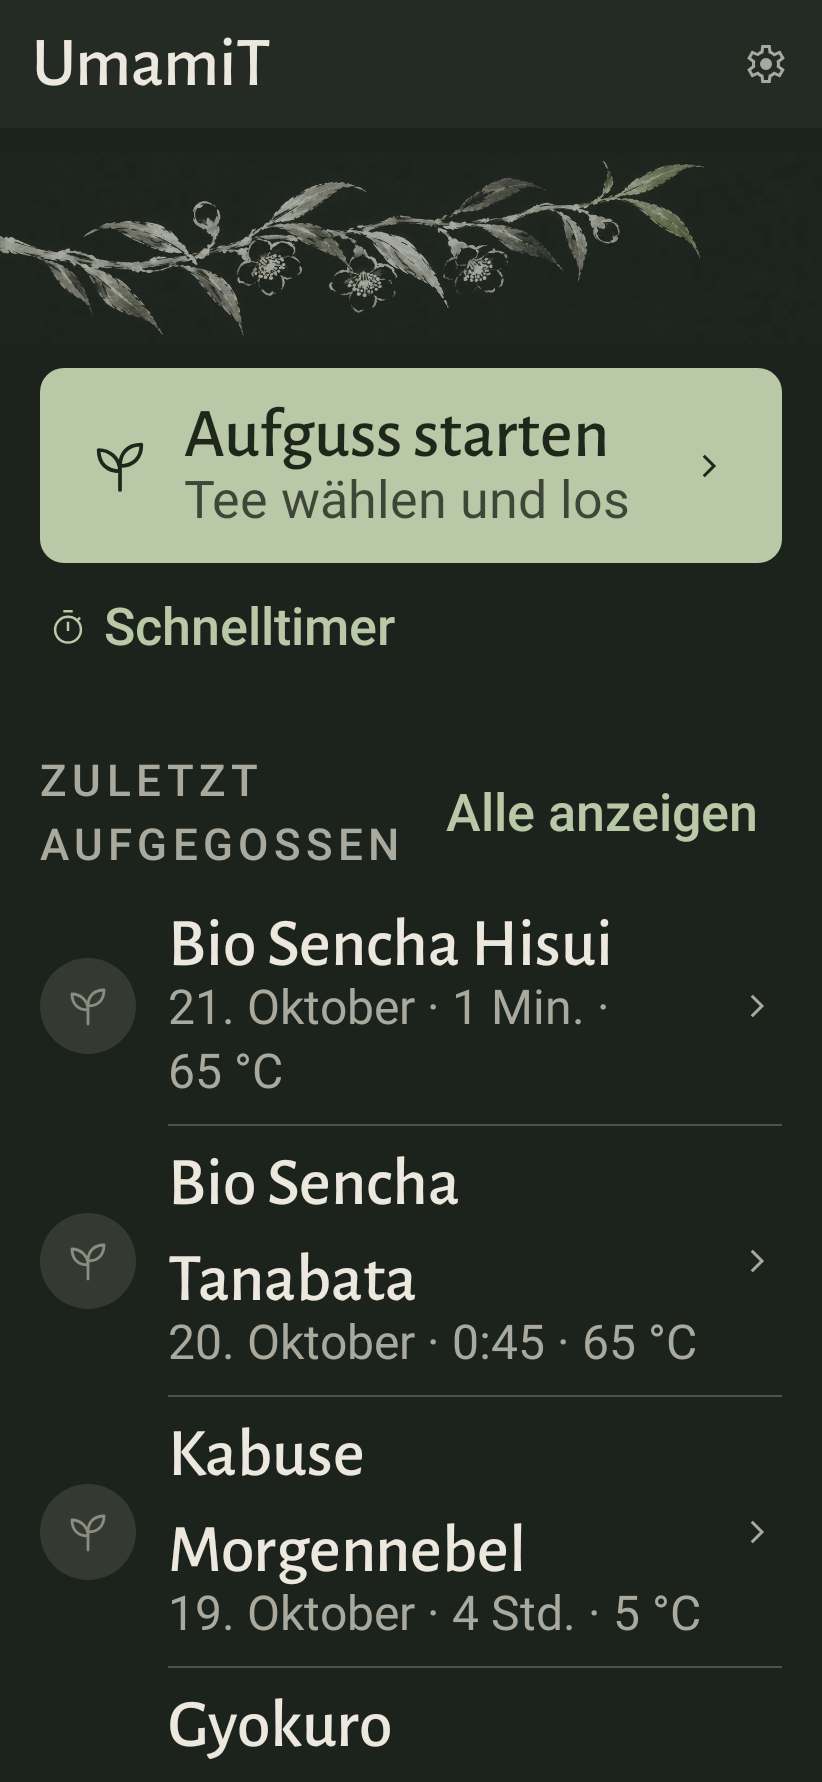 UmamiT
Aufguss starten
Tee wählen und los
Schnelltimer
ZULETZT
AUFGEGOSSEN
Alle anzeigen
Bio Sencha Hisui
21. Oktober · 1 Min. ·
65 °C
Bio Sencha
Tanabata
20. Oktober · 0:45 · 65 °C
Kabuse
Morgennebel
19. Oktober · 4 Std. · 5 °C
Gyokuro